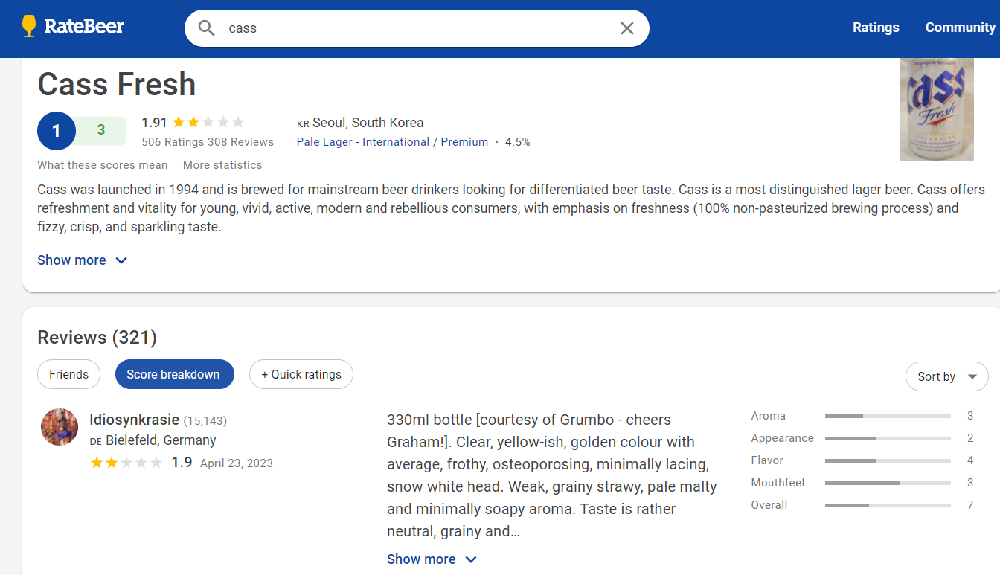 RateBeer
cass
Ratings
Community
Cass Fresh
1
3
1.91
506 Ratings 308 Reviews
KR Seoul, South Korea
Pale Lager - International / Premium • 4.5%
What these scores mean
More statistics
cass
Fresh
Cass was launched in 1994 and is brewed for mainstream beer drinkers looking for differentiated beer taste. Cass is a most distinguished lager beer. Cass offers
refreshment and vitality for young, vivid, active, modern and rebellious consumers, with emphasis on freshness (100% non-pasteurized brewing process) and
fizzy, crisp, and sparkling taste.
Show more
Reviews (321)
Friends
Score breakdown
+ Quick ratings
Sort by
Idiosynkrasie (15,143)
DE Bielefeld, Germany
1.9 April 23, 2023
330ml bottle [courtesy of Grumbo - cheers
Graham!]. Clear, yellow-ish, golden colour with
average, frothy, osteoporosing, minimally lacing,
snow white head. Weak, grainy strawy, pale malty
and minimally soapy aroma. Taste is rather
neutral, grainy and…
Show more
Aroma 3
Appearance 2
Flavor 4
Mouthfeel 3
Overall 7